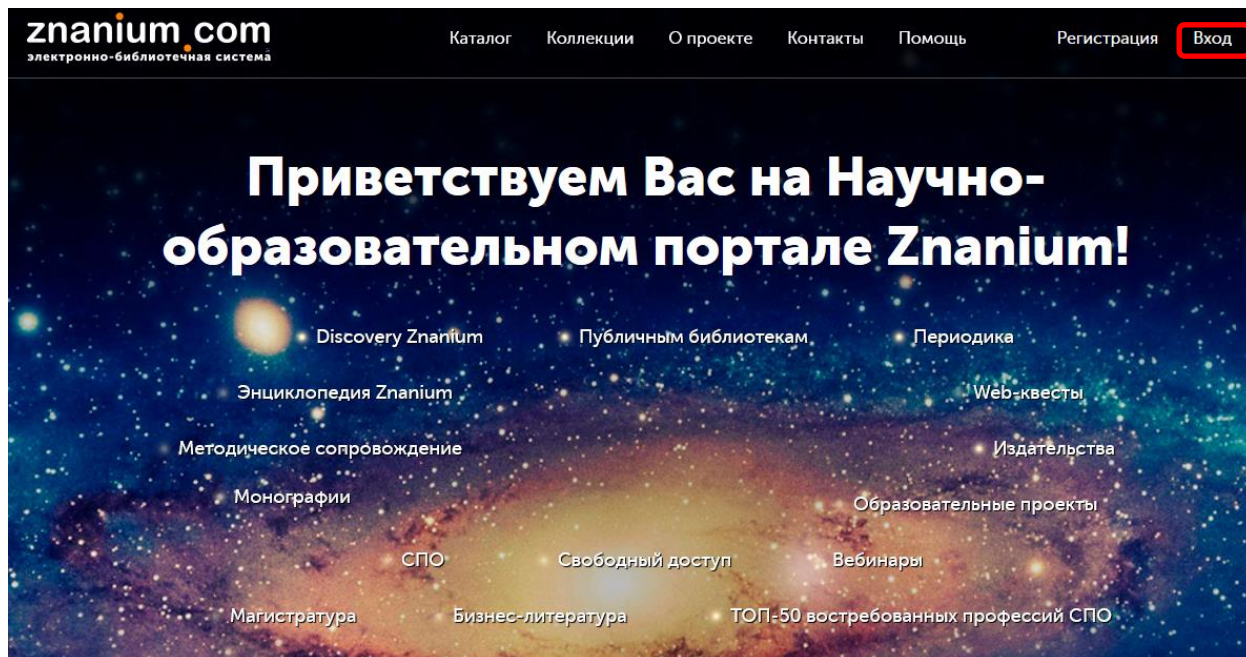 znanium.com
электронно-библиотечная система
Каталог Коллекции О проекте Контакты Помощь Регистрация Вход
Приветствуем Вас на Научно-
образовательном портале Znanium!
Discovery Znanium Публичным библиотекам Периодика
Энциклопедия Znanium Web-квесты
Методическое сопровождение Издательства
Монографии Образовательные проекты
СПО Свободный доступ Вебинары
Магистратура Бизнес-литература ТОП-50 востребованных профессий СПО